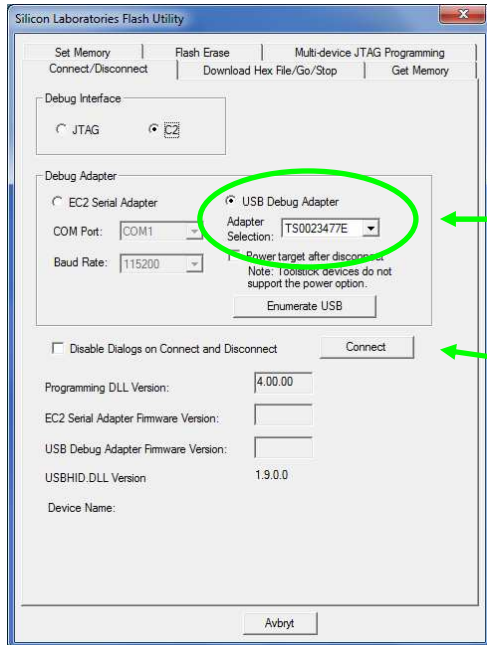 Silicon Laboratories Flash Utility
Set Memory Flash Erase Multi-device JTAG Programming
Connect/Disconnect Download Hex File/Go/Stop Get Memory
Debug Interface
JTAG C2
Debug Adapter
EC2 Serial Adapter USB Debug Adapter
COM Port: COM1 Adapter Selection: TS0023477E
Baud Rate: 115200 Power target after disconnect
Note: Toolstick devices do not
support the power option.
Enumerate USB
Disable Dialogs on Connect and Disconnect Connect
Programming DLL Version: 4.00.00
EC2 Serial Adapter Firmware Version:
USB Debug Adapter Firmware Version:
USBHID.DLL Version 1.9.0.0
Device Name:
Avbryt